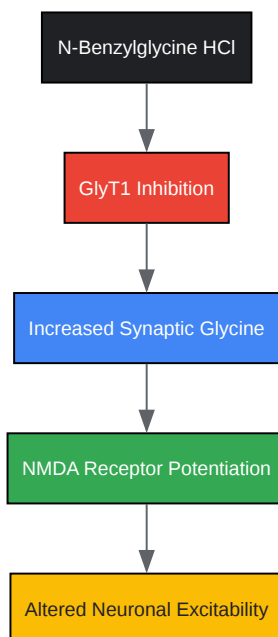 N-Benzylglycine HCl
GlyT1 Inhibition
Increased Synaptic Glycine
NMDA Receptor Potentiation
Altered Neuronal Excitability